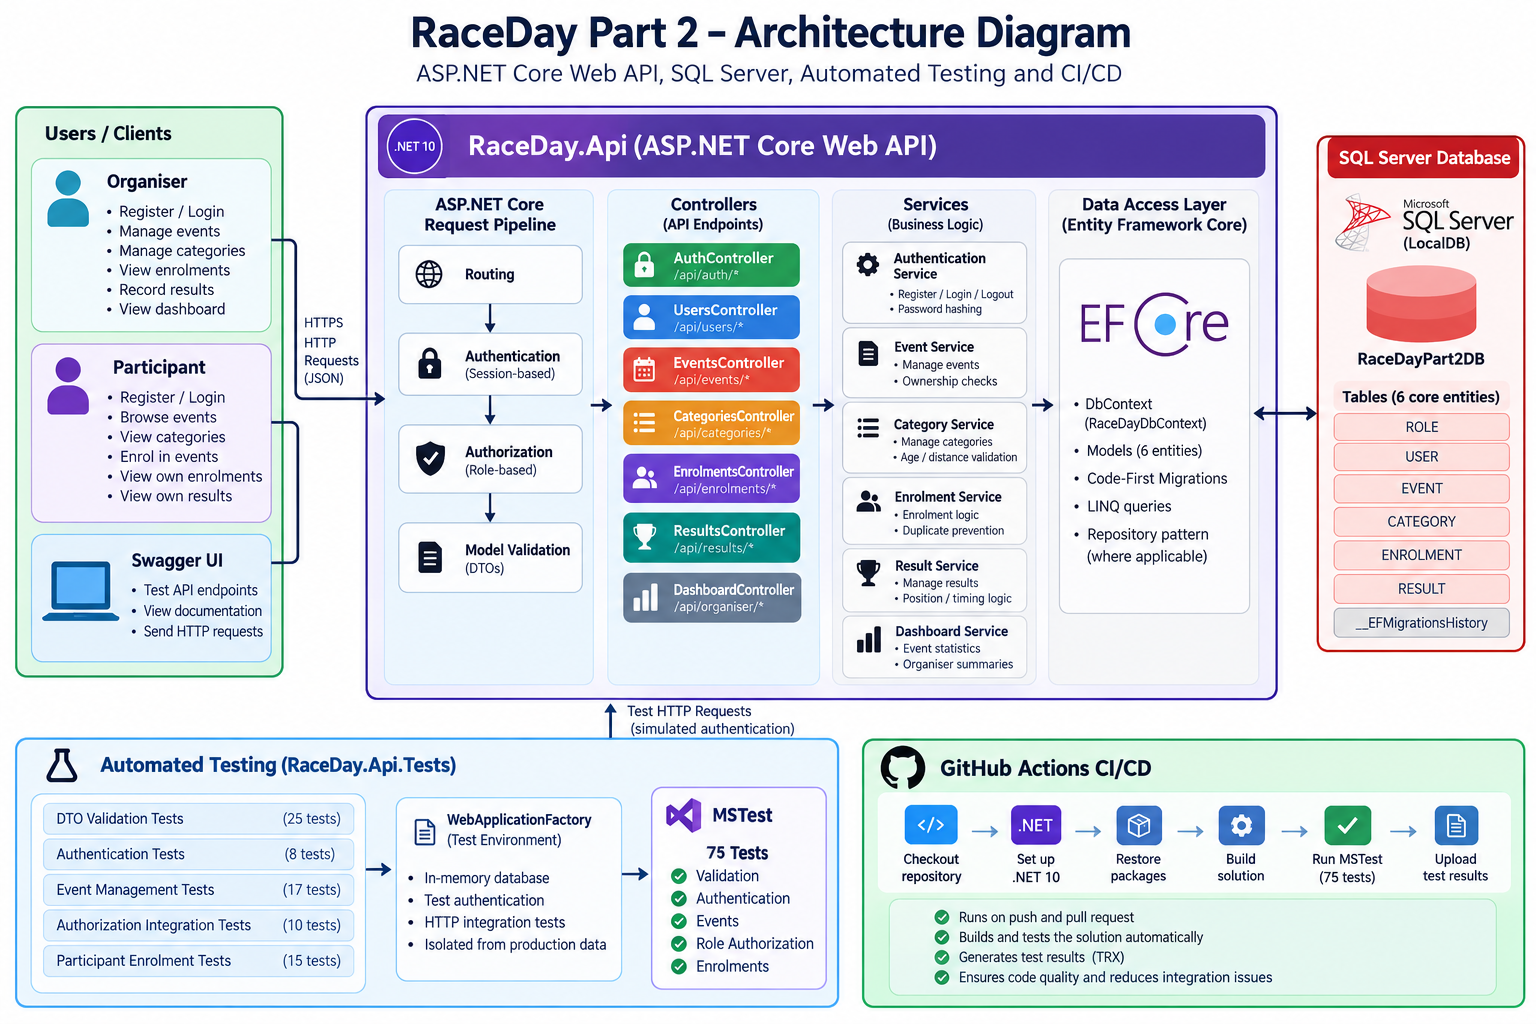 RaceDay Part 2 – Architecture Diagram
ASP.NET Core Web API, SQL Server, Automated Testing and CI/CD
Users / Clients
Organiser
• Register / Login
• Manage events
• Manage categories
• View enrolments
• Record results
• View dashboard
Participant
• Register / Login
• Browse events
• View categories
• Enrol in events
• View own enrolments
• View own results
Swagger UI
• Test API endpoints
• View documentation
• Send HTTP requests
HTTPS
HTTP
Requests
(JSON)
.NET 10
RaceDay.Api (ASP.NET Core Web API)
ASP.NET Core
Request Pipeline
Routing
Authentication
(Session-based)
Authorization
(Role-based)
Model Validation
(DTOs)
Controllers
(API Endpoints)
AuthController
/api/auth/*
UsersController
/api/users/*
EventsController
/api/events/*
CategoriesController
/api/categories/*
EnrolmentsController
/api/enrolments/*
ResultsController
/api/results/*
DashboardController
/api/organiser/*
Services
(Business Logic)
Authentication
Service
• Register / Login / Logout
• Password hashing
Event Service
• Manage events
• Ownership checks
Category Service
• Manage categories
• Age / distance validation
Enrolment Service
• Enrolment logic
• Duplicate prevention
Result Service
• Manage results
• Position / timing logic
Dashboard Service
• Event statistics
• Organiser summaries
Data Access Layer
(Entity Framework Core)
EF Core
• DbContext
(RaceDayDbContext)
• Models (6 entities)
• Code-First Migrations
• LINQ queries
• Repository pattern
(where applicable)
SQL Server Database
Microsoft
SQL Server
(LocalDB)
RaceDayPart2DB
Tables (6 core entities)
ROLE
USER
EVENT
CATEGORY
ENROLMENT
RESULT
__EFMigrationsHistory
Test HTTP Requests
(simulated authentication)
Automated Testing (RaceDay.Api.Tests)
DTO Validation Tests (25 tests)
Authentication Tests (8 tests)
Event Management Tests (17 tests)
Authorization Integration Tests (10 tests)
Participant Enrolment Tests (15 tests)
WebApplicationFactory
(Test Environment)
• In-memory database
• Test authentication
• HTTP integration tests
• Isolated from production data
MSTest
75 Tests
Validation
Authentication
Events
Role Authorization
Enrolments
GitHub Actions CI/CD
</>
Checkout
repository
.NET
Set up
.NET 10
Restore
packages
Build
solution
Run MSTest
(75 tests)
Upload
test results
Runs on push and pull request
Builds and tests the solution automatically
Generates test results (TRX)
Ensures code quality and reduces integration issues